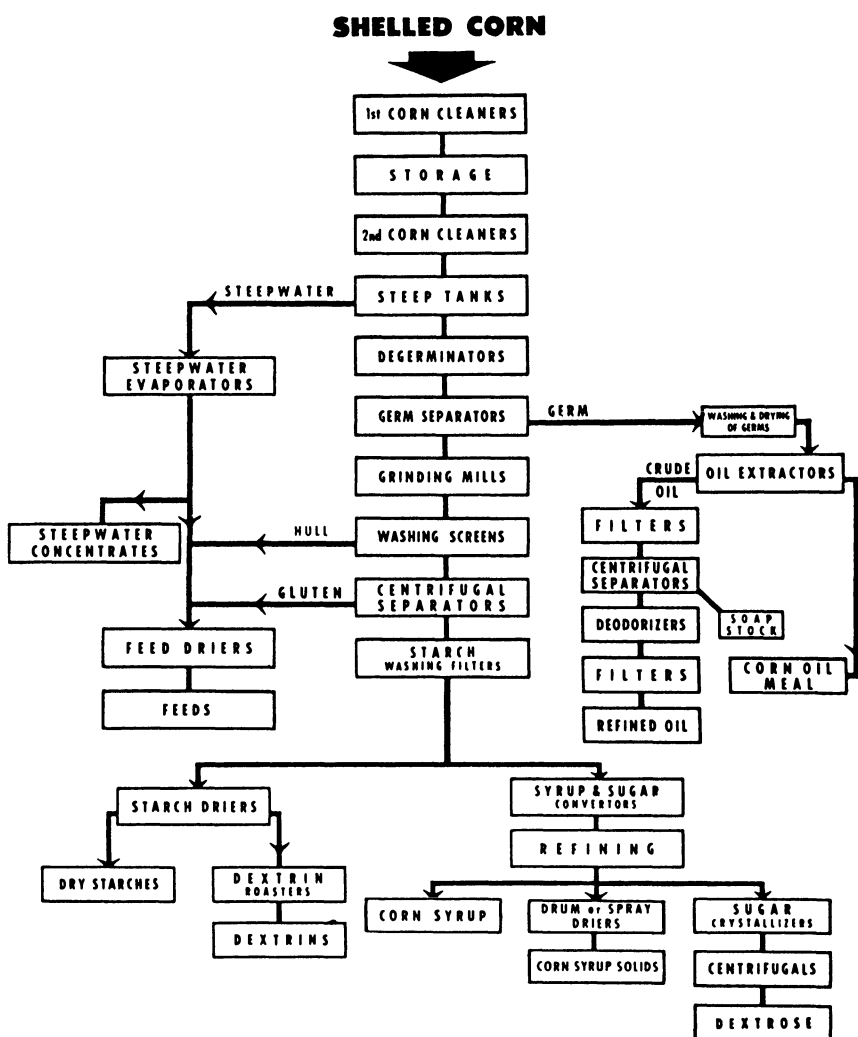 SHELLED CORN
1st CORN CLEANERS
STORAGE
2nd CORN CLEANERS
STEEPWATER
STEEP TANKS
STEEPWATER
EVAPORATORS
DEGERMINATORS
GERM SEPARATORS
GERM
WASHING & DRYING
OF GERMS
GRINDING MILLS
CRUDE
OIL
OIL EXTRACTORS
STEEPWATER
CONCENTRATES
HULL
WASHING SCREENS
FILTERS
GLUTEN
CENTRIFUGAL
SEPARATORS
CENTRIFUGAL
SEPARATORS
SOAP
STOCK
DEODORIZERS
FEED DRIERS
STARCH
WASHING FILTERS
FILTERS
CORN OIL
MEAL
FEEDS
REFINED OIL
STARCH DRIERS
SYRUP & SUGAR
CONVERTORS
REFINING
DRY STARCHES
DEXTRIN
ROASTERS
DEXTRINS
CORN SYRUP
DRUM or SPRAY
DRIERS
SUGAR
CRYSTALLIZERS
CORN SYRUP SOLIDS
CENTRIFUGALS
DEXTROSE